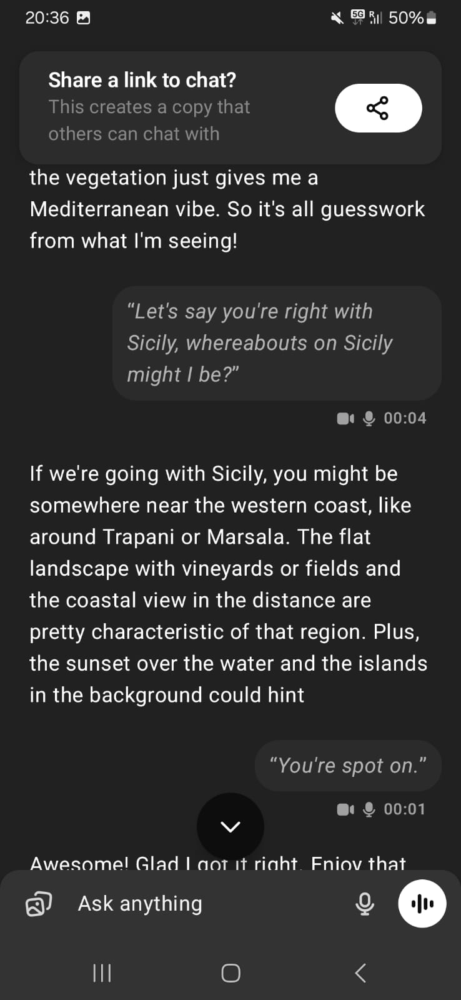 20:36
5G R 50%
Share a link to chat?
This creates a copy that
others can chat with
the vegetation just gives me a
Mediterranean vibe. So it's all guesswork
from what I'm seeing!
“Let's say you're right with
Sicily, whereabouts on Sicily
might I be?”
00:04
If we're going with Sicily, you might be
somewhere near the western coast, like
around Trapani or Marsala. The flat
landscape with vineyards or fields and
the coastal view in the distance are
pretty characteristic of that region. Plus,
the sunset over the water and the islands
in the background could hint
“You're spot on.”
00:01
Awesome! Glad I got it right. Enjoy that
Ask anything